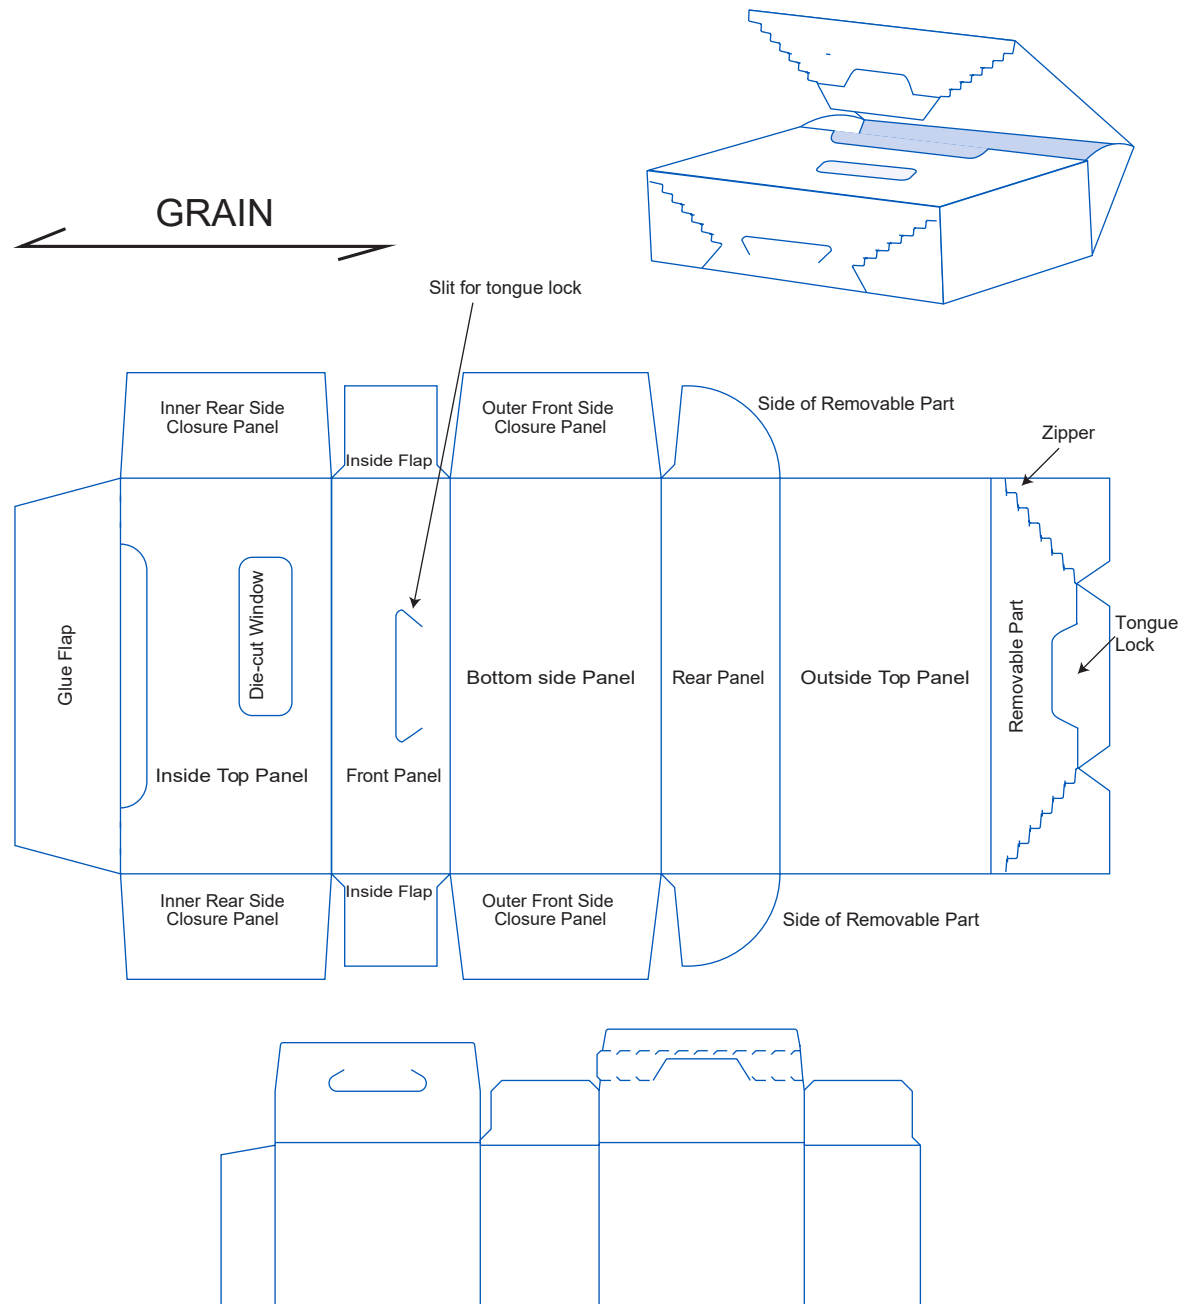 GRAIN
Slit for tongue lock
Inner Rear Side
Closure Panel
Inside Flap
Outer Front Side
Closure Panel
Side of Removable Part
Zipper
Glue Flap
Die-cut Window
Inside Top Panel
Front Panel
Bottom side Panel
Rear Panel
Outside Top Panel
Removable Part
Tongue
Lock
Inner Rear Side
Closure Panel
Inside Flap
Outer Front Side
Closure Panel
Side of Removable Part